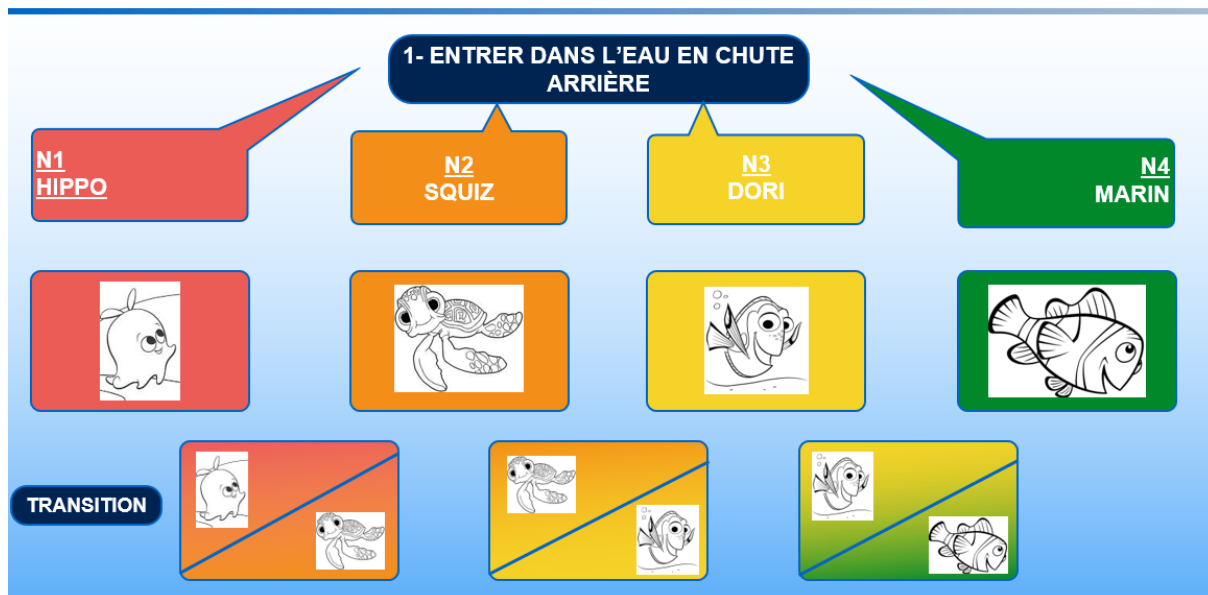 1- ENTRER DANS L'EAU EN CHUTE
ARRIÈRE
N1
HIPPO
N2
SQUIZ
N3
DORI
N4
MARIN
TRANSITION